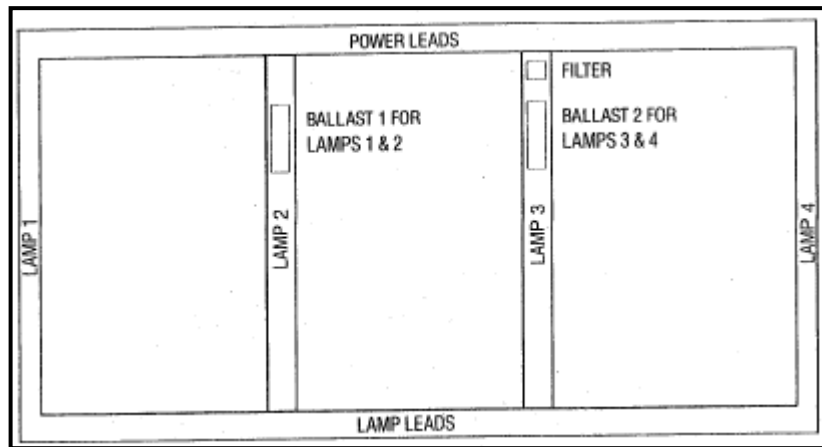 POWER LEADS
FILTER
BALLAST 1 FOR
LAMPS 1 & 2
BALLAST 2 FOR
LAMPS 3 & 4
LAMP 1
LAMP 2
LAMP 3
LAMP 4
LAMP LEADS